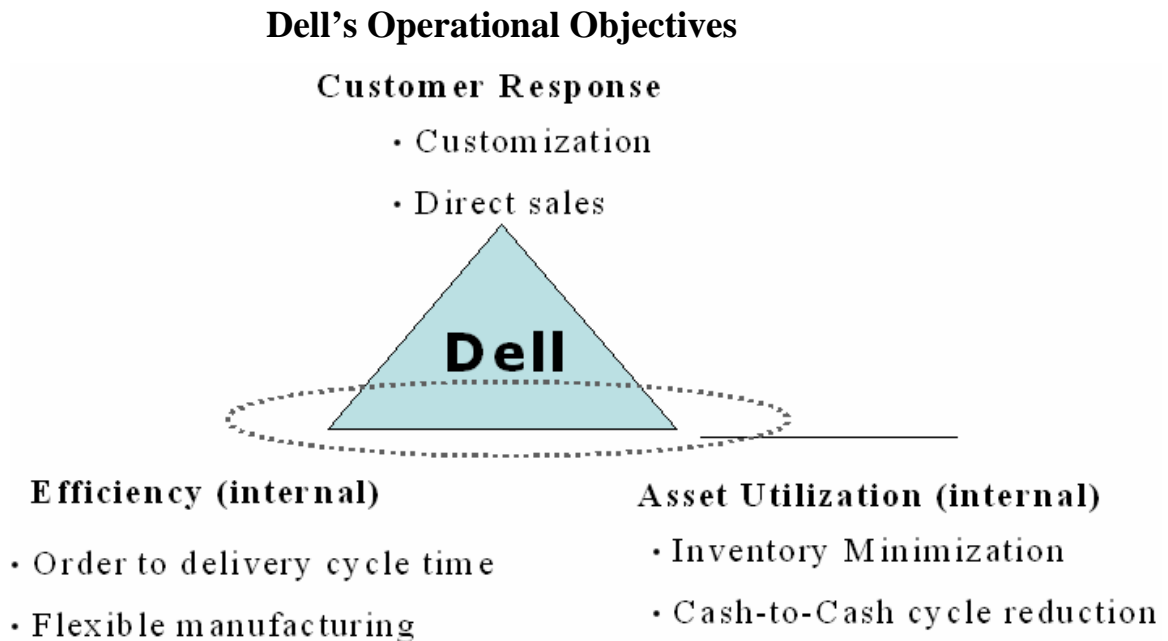 Dell's Operational Objectives
Customer Response
• Customization
• Direct sales
Dell
Efficiency (internal)
• Order to delivery cycle time
• Flexible manufacturing
Asset Utilization (internal)
• Inventory Minimization
• Cash-to-Cash cycle reduction